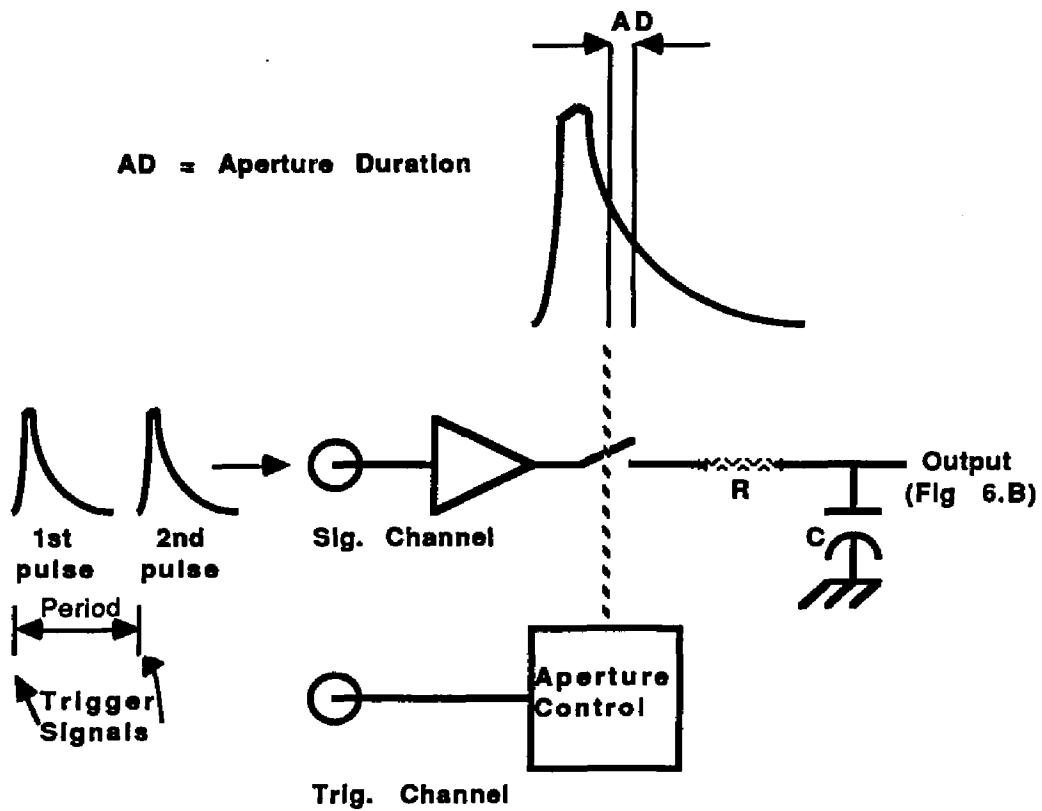 AD
AD = Aperture Duration
1st
pulse
2nd
pulse
Sig. Channel
R
C
Output
(Fig 6.B)
Period
Trigger
Signals
Aperture
Control
Trig. Channel